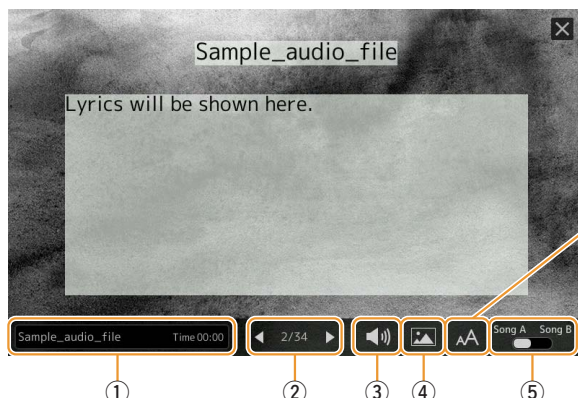 Sample_audio_file
Lyrics will be shown here.
Sample_audio_file Time 00:00
2/34
AA
Song A Song B
① ② ③ ④ ⑤